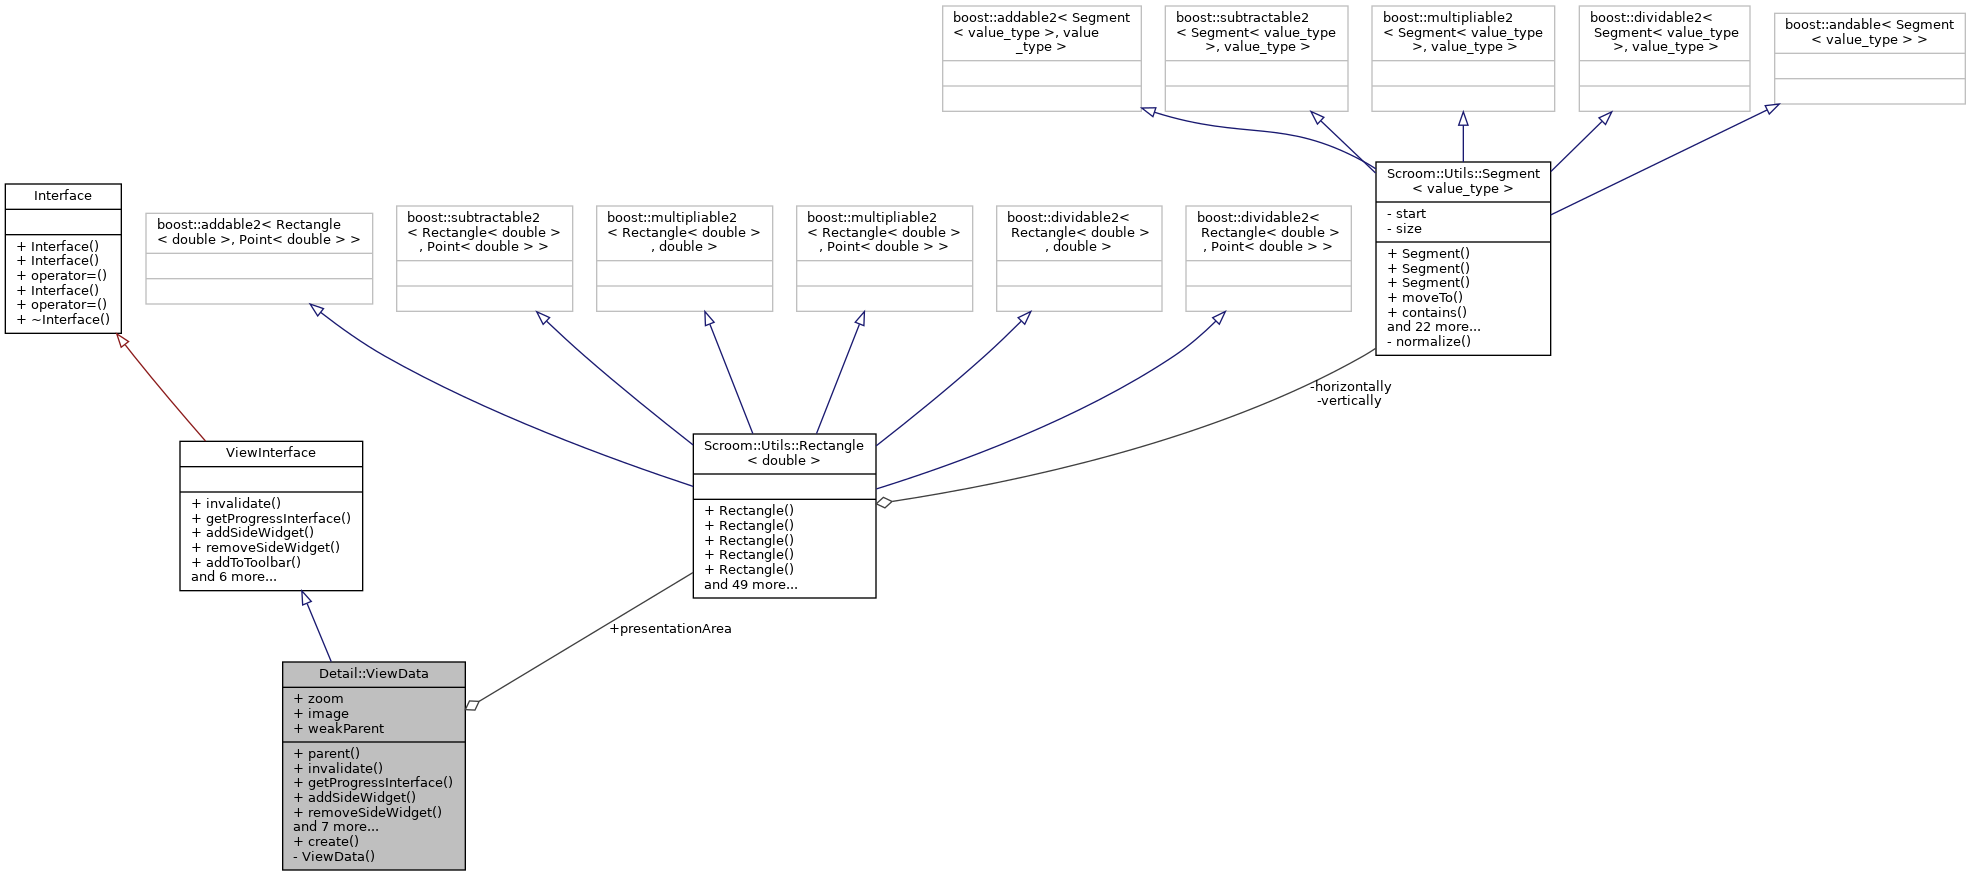 boost::addable2< Segment
< value_type >, value
_type >
boost::subtractable2
< Segment< value_type
>, value_type >
boost::multipliable2
< Segment< value_type
>, value_type >
boost::dividable2<
Segment< value_type
>, value_type >
boost::andable< Segment
< value_type > >
Scroom::Utils::Segment
< value_type >
- start
- size
+ Segment()
+ Segment()
+ Segment()
+ moveTo()
+ contains()
and 22 more...
- normalize()
Interface
+ Interface()
+ Interface()
+ operator=()
+ Interface()
+ operator=()
+ ~Interface()
boost::addable2< Rectangle
< double >, Point< double > >
boost::subtractable2
< Rectangle< double >
, Point< double > >
boost::multipliable2
< Rectangle< double >
, double >
boost::multipliable2
< Rectangle< double >
, Point< double > >
boost::dividable2<
Rectangle< double >
, double >
boost::dividable2<
Rectangle< double >
, Point< double > >
-horizontally
-vertically
ViewInterface
+ invalidate()
+ getProgressInterface()
+ addSideWidget()
+ removeSideWidget()
+ addToToolbar()
and 6 more...
Scroom::Utils::Rectangle
< double >
+ Rectangle()
+ Rectangle()
+ Rectangle()
+ Rectangle()
+ Rectangle()
and 49 more...
+presentationArea
Detail::ViewData
+ zoom
+ image
+ weakParent
+ parent()
+ invalidate()
+ getProgressInterface()
+ addSideWidget()
+ removeSideWidget()
and 7 more...
+ create()
- ViewData()